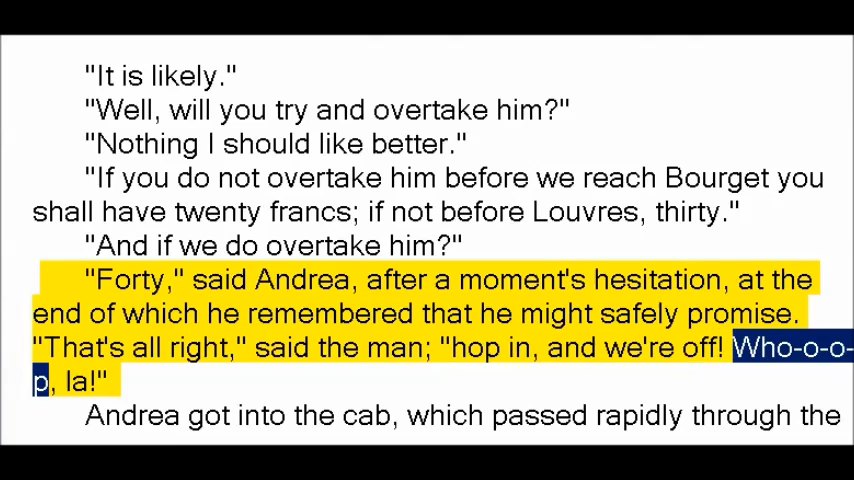 "It is likely."
"Well, will you try and overtake him?"
"Nothing I should like better."
"If you do not overtake him before we reach Bourget you
shall have twenty francs; if not before Louvres, thirty."
"And if we do overtake him?"
"Forty," said Andrea, after a moment's hesitation, at the
end of which he remembered that he might safely promise.
"That's all right," said the man; "hop in, and we're off! Who-o-o-
p, la!"
Andrea got into the cab, which passed rapidly through the